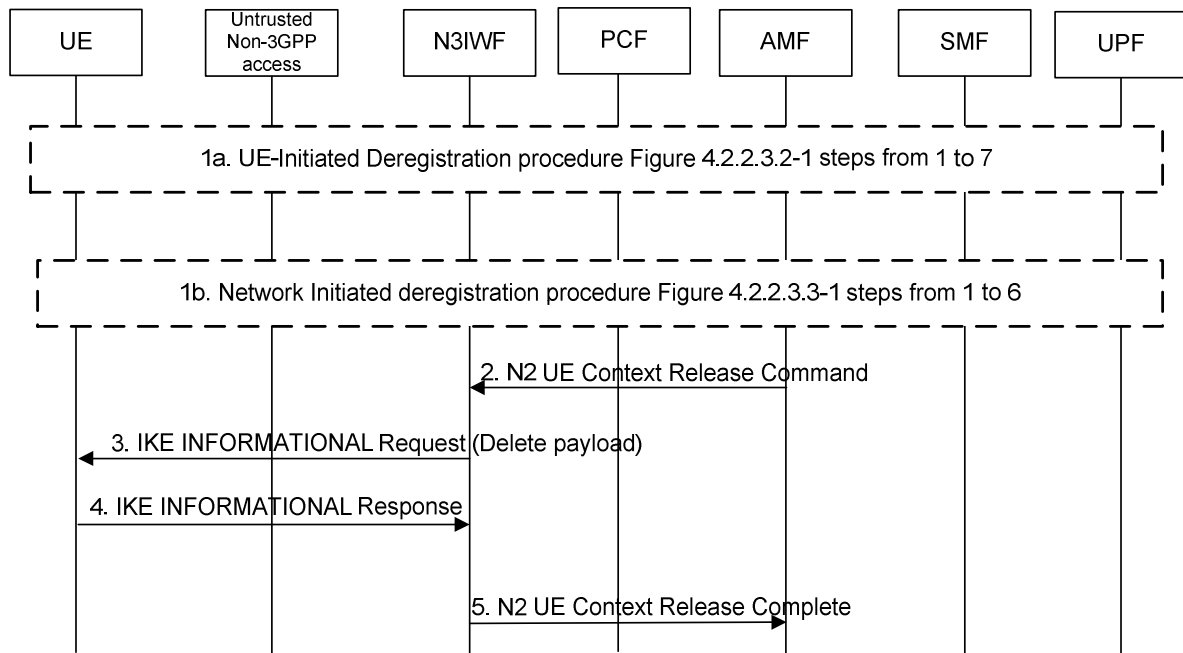 UE
Untrusted
Non-3GPP
access
N3IWF
PCF
AMF
SMF
UPF
1a. UE-Initiated Deregistration procedure Figure 4.2.2.3.2-1 steps from 1 to 7
1b. Network Initiated deregistration procedure Figure 4.2.2.3.3-1 steps from 1 to 6
2. N2 UE Context Release Command
3. IKE INFORMATIONAL Request (Delete payload)
4. IKE INFORMATIONAL Response
5. N2 UE Context Release Complete